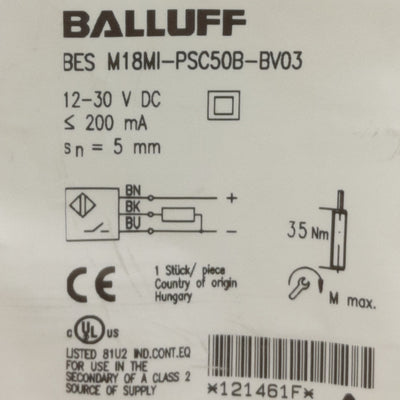 BALLUFF
BES M18MI-PSC50B-BV03
12-30 V DC
≤ 200 mA
sn = 5 mm
BN +
BK
BU -
35 Nm
M max.
CE
1 Stück/ piece
Country of origin
Hungary
c UL us
LISTED 81U2 IND.CONT.EQ
FOR USE IN THE
SECONDARY OF A CLASS 2
SOURCE OF SUPPLY
*121461F*